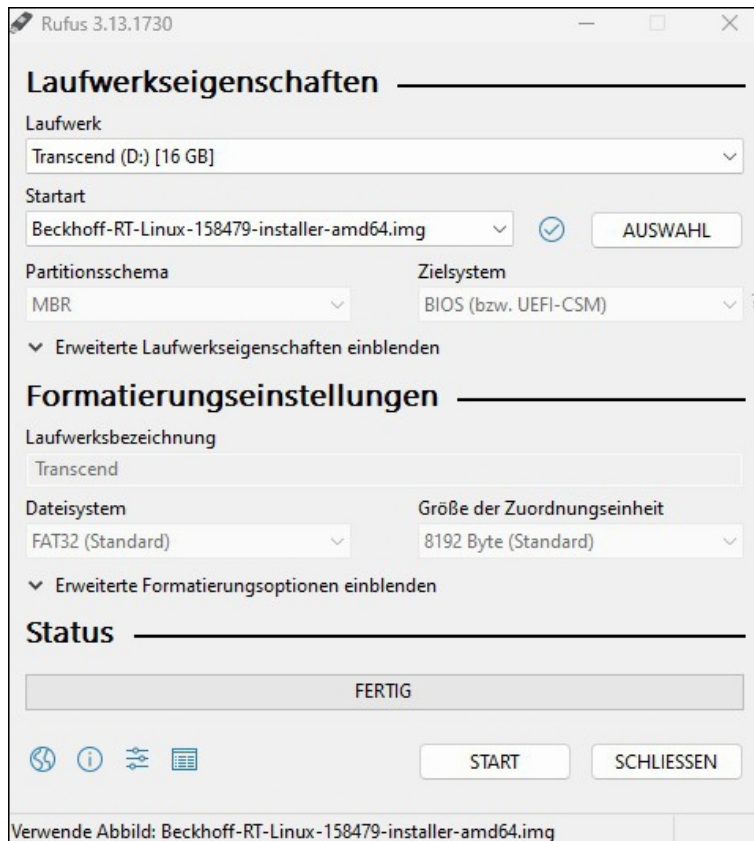 Rufus 3.13.1730
Laufwerkseigenschaften
Laufwerk
Transcend (D:) [16 GB]
Startart
Beckhoff-RT-Linux-158479-installer-amd64.img
AUSWAHL
Partitionsschema
Zielsystem
MBR
BIOS (bzw. UEFI-CSM)
?
Erweiterte Laufwerkseigenschaften einblenden
Formatierungseinstellungen
Laufwerksbezeichnung
Transcend
Dateisystem
Größe der Zuordnungseinheit
FAT32 (Standard)
8192 Byte (Standard)
Erweiterte Formatierungsoptionen einblenden
Status
FERTIG
START
SCHLIESSEN
Verwende Abbild: Beckhoff-RT-Linux-158479-installer-amd64.img